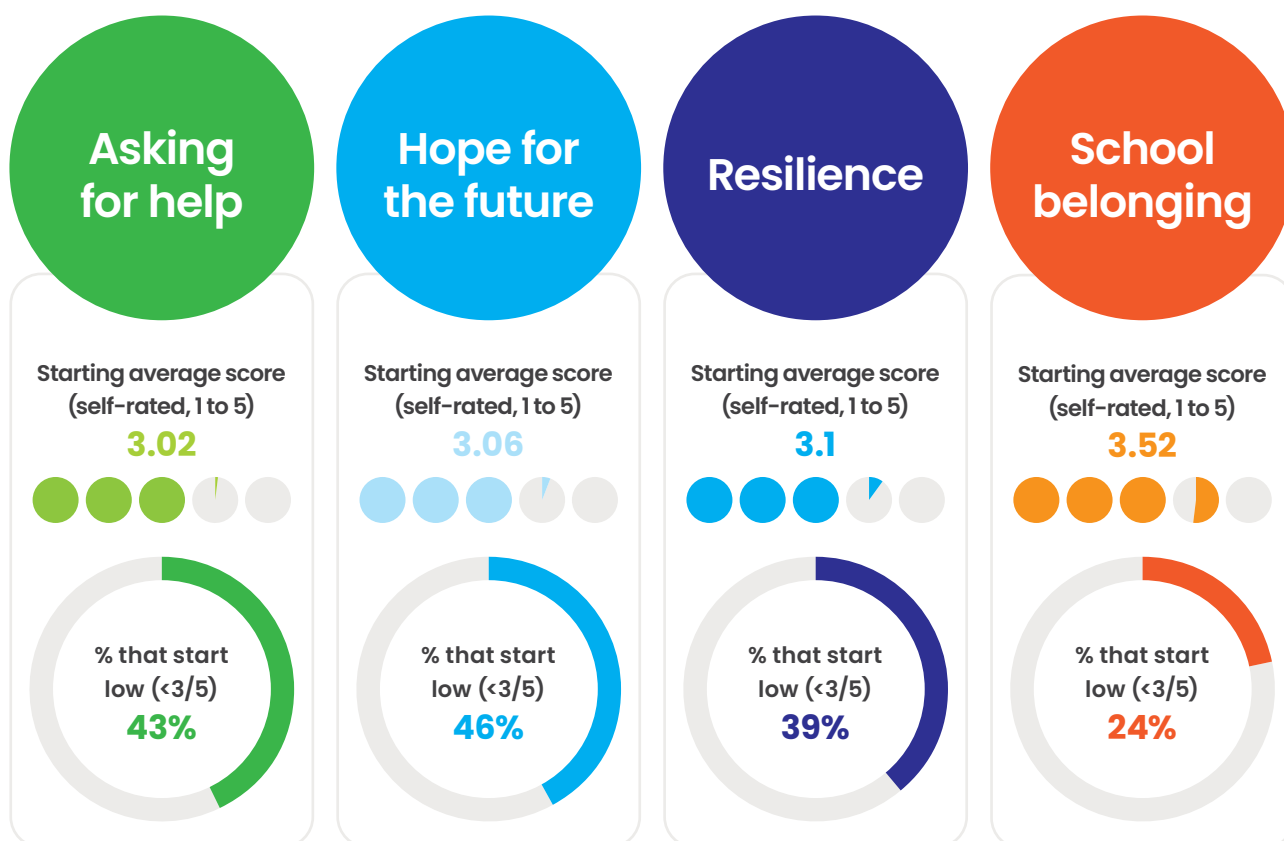 Asking
for help
Starting average score
(self-rated, 1 to 5)
3.02
% that start
low (<3/5)
43%
Hope for
the future
Starting average score
(self-rated, 1 to 5)
3.06
% that start
low (<3/5)
46%
Resilience
Starting average score
(self-rated, 1 to 5)
3.1
% that start
low (<3/5)
39%
School
belonging
Starting average score
(self-rated, 1 to 5)
3.52
% that start
low (<3/5)
24%